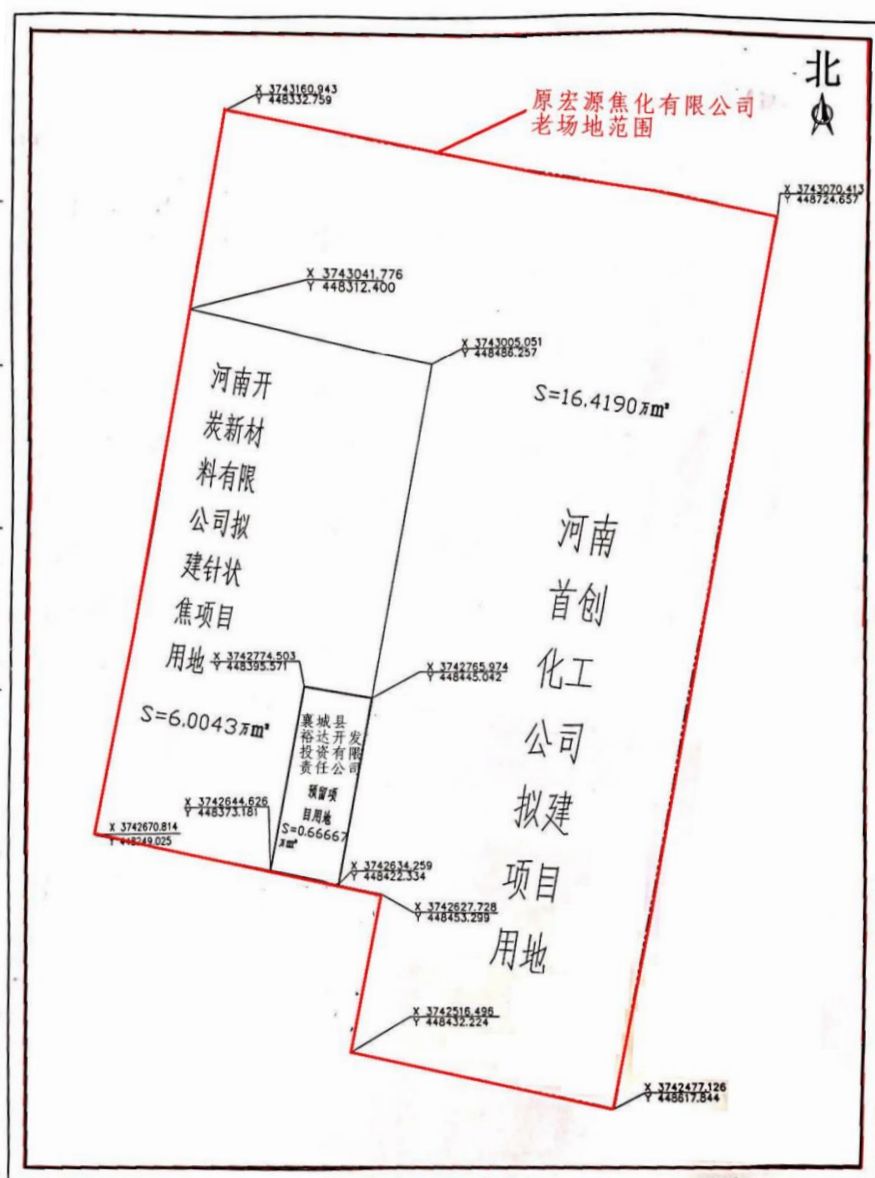 北
X 3743160.943
Y 448332.759
原宏源焦化有限公司
老场地范围
X 3743070.413
Y 448724.657
X 3743041.776
Y 448312.400
X 3743005.051
Y 448486.257
S=16.4190万m²
河南开
炭新材
料有限
公司拟
建针状
焦项目
用地
S=6.0043万m²
河南
首创
化工
公司
拟建
项目
用地
X 3742774.503
Y 448395.571
X 3742765.974
Y 448445.042
襄城县
裕达开发
投资有限
责任公司
预留项
目用地
S=0.66667
万m²
X 3742644.626
Y 448373.181
X 3742670.814
Y 448249.025
X 3742634.259
Y 448422.334
X 3742627.728
Y 448453.299
X 3742516.496
Y 448432.224
X 3742477.126
Y 448617.844